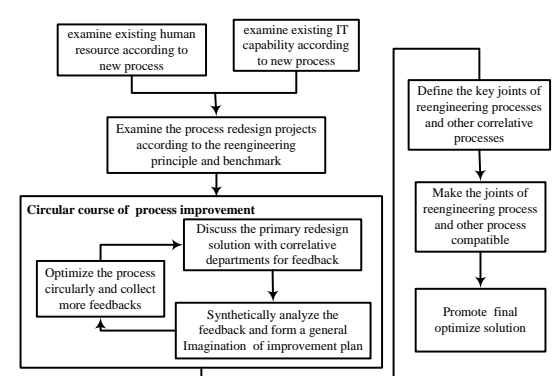 examine existing human
resource according to
new process
examine existing IT
capability according
to new process
Examine the process redesign projects
according to the reengineering
principle and benchmark
Circular course of process improvement
Discuss the primary redesign
solution with correlative
departments for feedback
Optimize the process
circularly and collect
more feedbacks
Synthetically analyze the
feedback and form a general
Imagination of improvement plan
Define the key joints of
reengineering processes
and other correlative
processes
Make the joints of
reengineering process
and other process
compatible
Promote final
optimize solution